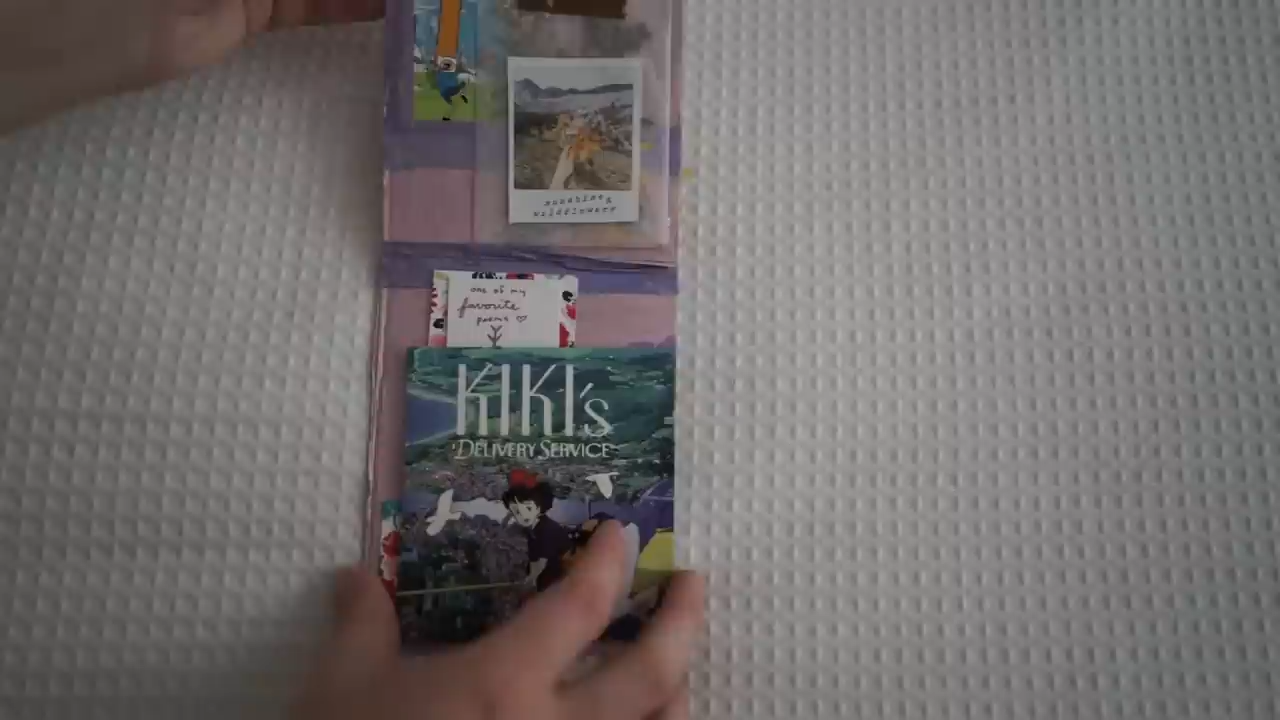 sunshine &
wildflowers
one of my
favorite
poems ♡
KIKI's
DELIVERY SERVICE